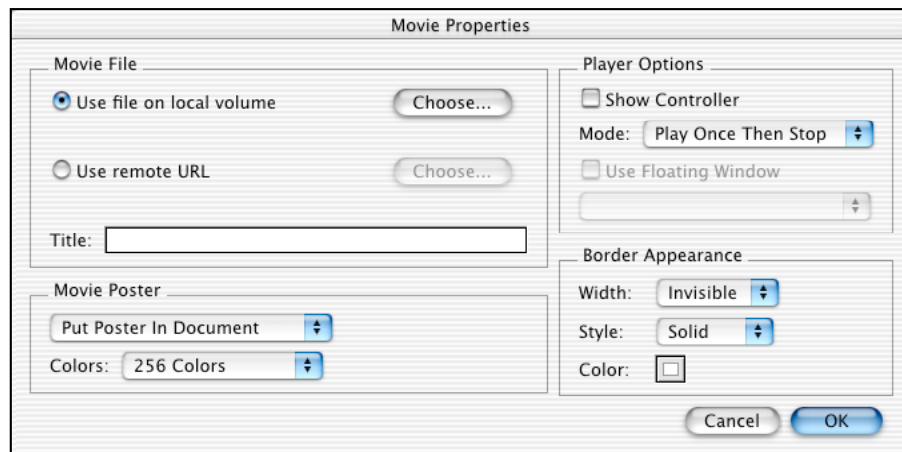 Movie Properties
Movie File
Use file on local volume
Choose...
Use remote URL
Choose...
Title:
Movie Poster
Put Poster In Document
Colors: 256 Colors
Player Options
Show Controller
Mode: Play Once Then Stop
Use Floating Window
Border Appearance
Width: Invisible
Style: Solid
Color:
Cancel
OK